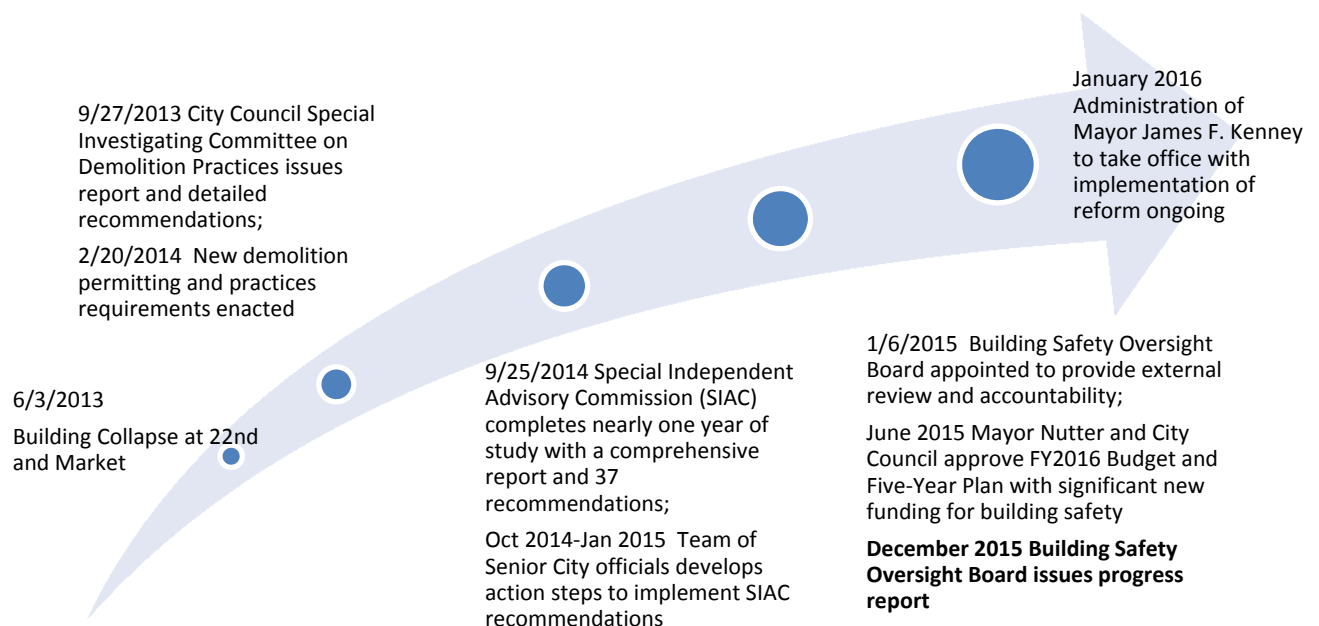 6/3/2013
Building Collapse at 22nd
and Market
9/27/2013 City Council Special
Investigating Committee on
Demolition Practices issues
report and detailed
recommendations;
2/20/2014  New demolition
permitting and practices
requirements enacted
9/25/2014 Special Independent
Advisory Commission (SIAC)
completes nearly one year of
study with a comprehensive
report and 37
recommendations;
Oct 2014-Jan 2015  Team of
Senior City officials develops
action steps to implement SIAC
recommendations
1/6/2015  Building Safety Oversight
Board appointed to provide external
review and accountability;
June 2015 Mayor Nutter and City
Council approve FY2016 Budget and
Five-Year Plan with significant new
funding for building safety
December 2015 Building Safety
Oversight Board issues progress
report
January 2016
Administration of
Mayor James F. Kenney
to take office with
implementation of
reform ongoing